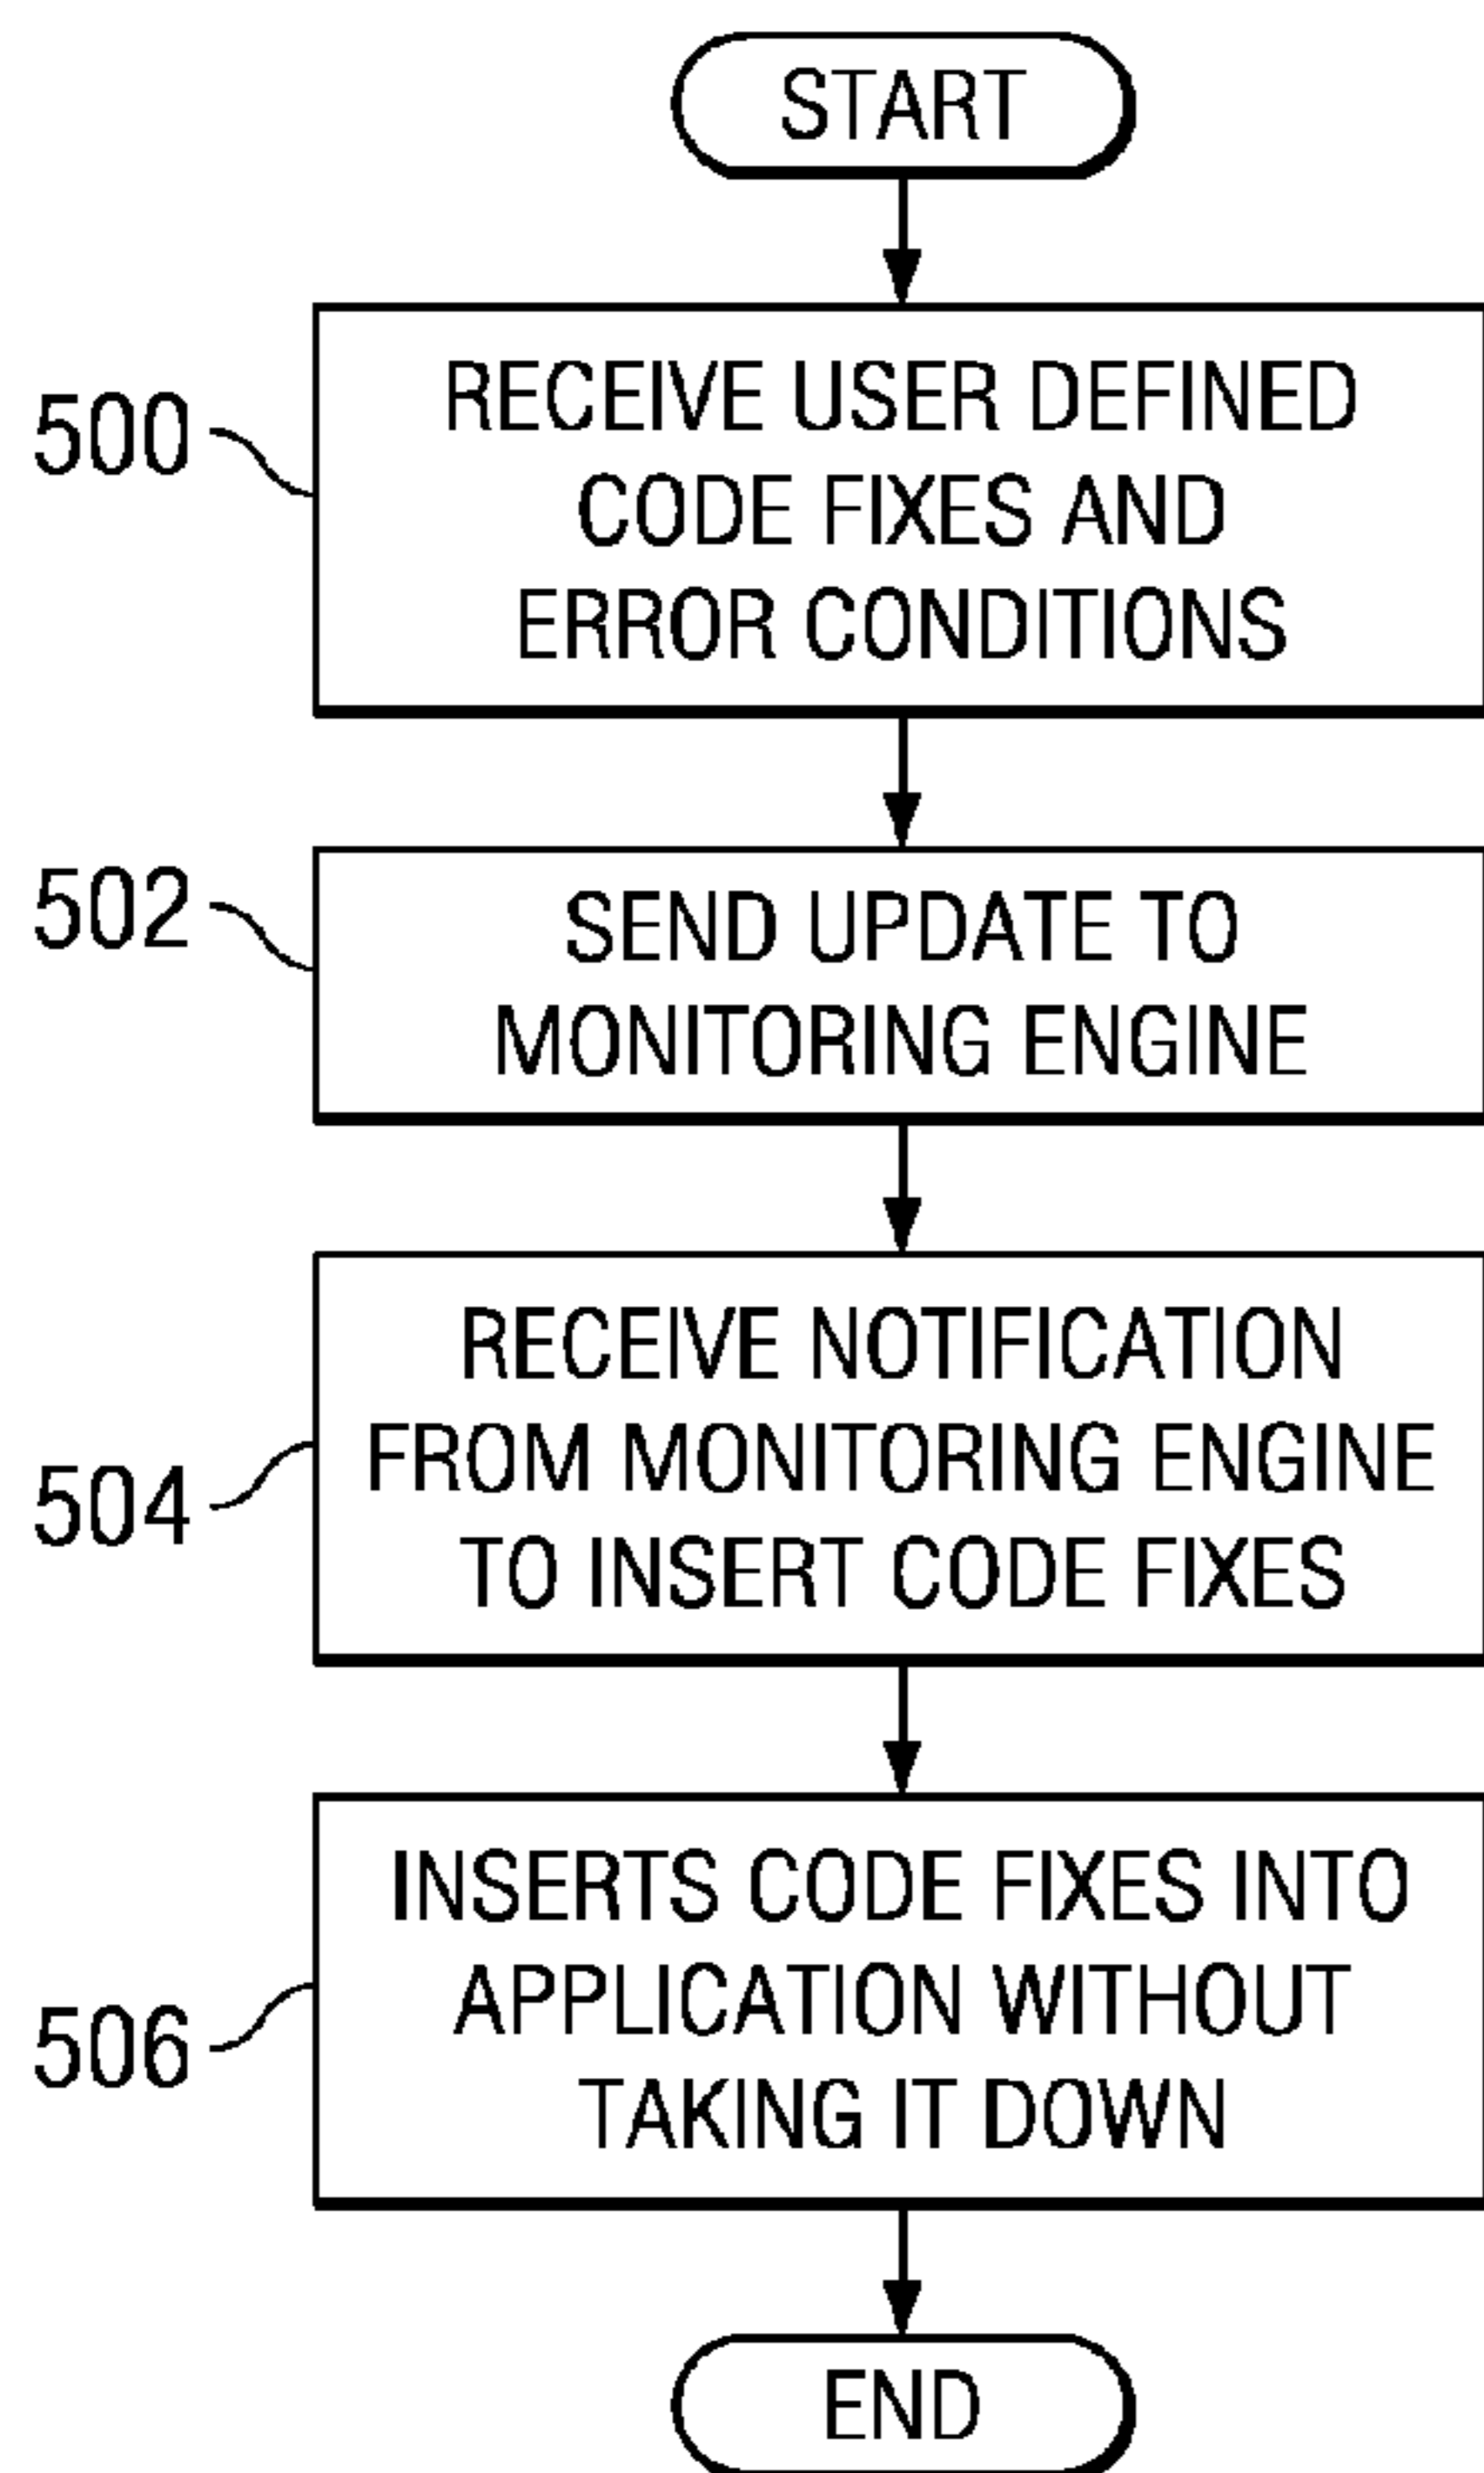 START
500
RECEIVE USER DEFINED
CODE FIXES AND
ERROR CONDITIONS
502
SEND UPDATE TO
MONITORING ENGINE
504
RECEIVE NOTIFICATION
FROM MONITORING ENGINE
TO INSERT CODE FIXES
506
INSERTS CODE FIXES INTO
APPLICATION WITHOUT
TAKING IT DOWN
END